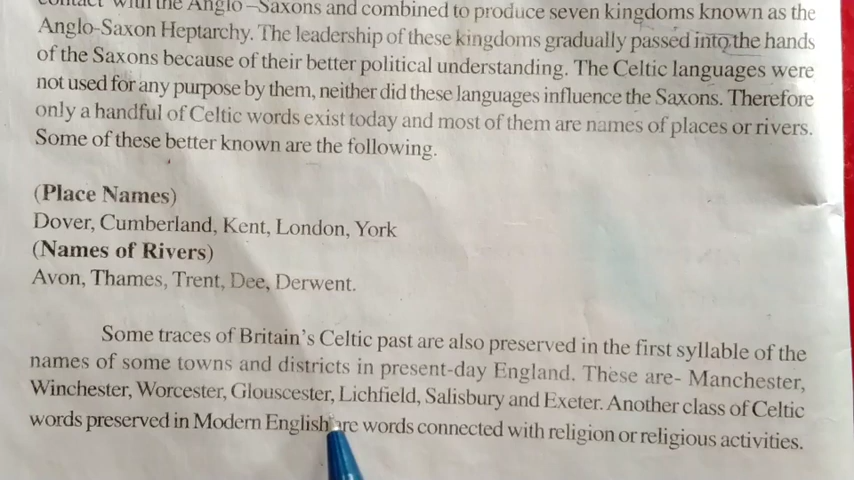 contact with the Anglo –Saxons and combined to produce seven kingdoms known as the
Anglo-Saxon Heptarchy. The leadership of these kingdoms gradually passed into the hands
of the Saxons because of their better political understanding. The Celtic languages were
not used for any purpose by them, neither did these languages influence the Saxons. Therefore
only a handful of Celtic words exist today and most of them are names of places or rivers.
Some of these better known are the following.
(Place Names)
Dover, Cumberland, Kent, London, York
(Names of Rivers)
Avon, Thames, Trent, Dee, Derwent.
Some traces of Britain's Celtic past are also preserved in the first syllable of the
names of some towns and districts in present-day England. These are- Manchester,
Winchester, Worcester, Glouscester, Lichfield, Salisbury and Exeter. Another class of Celtic
words preserved in Modern English are words connected with religion or religious activities.